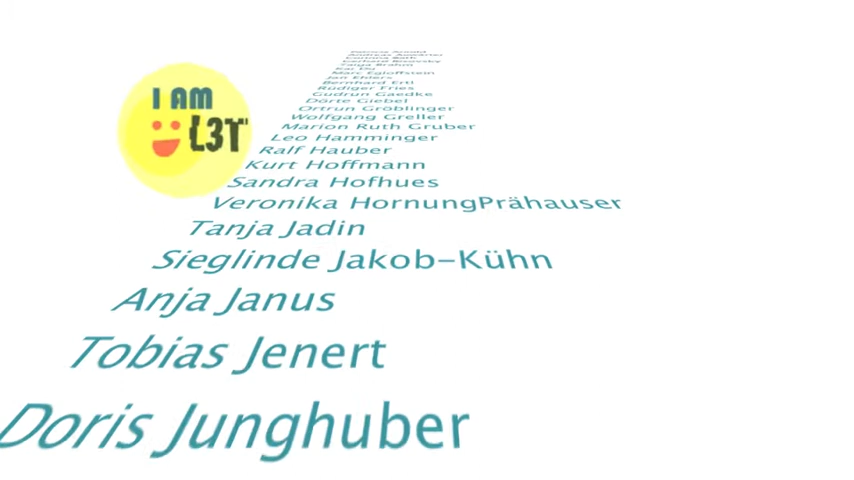 Marc Egloffstein
Jan Ehlers
Bernhard Ertl
Rüdiger Fries
Gudrun Gaedke
Dörte Giebel
Ortrun Gröblinger
Wolfgang Greller
Marion Ruth Gruber
Leo Hamminger
Ralf Hauber
Kurt Hoffmann
Sandra Hofhues
Veronika HornungPrähauser
Tanja Jadin
Sieglinde Jakob-Kühn
Anja Janus
Tobias Jenert
Doris Junghuber
I AM
L3T